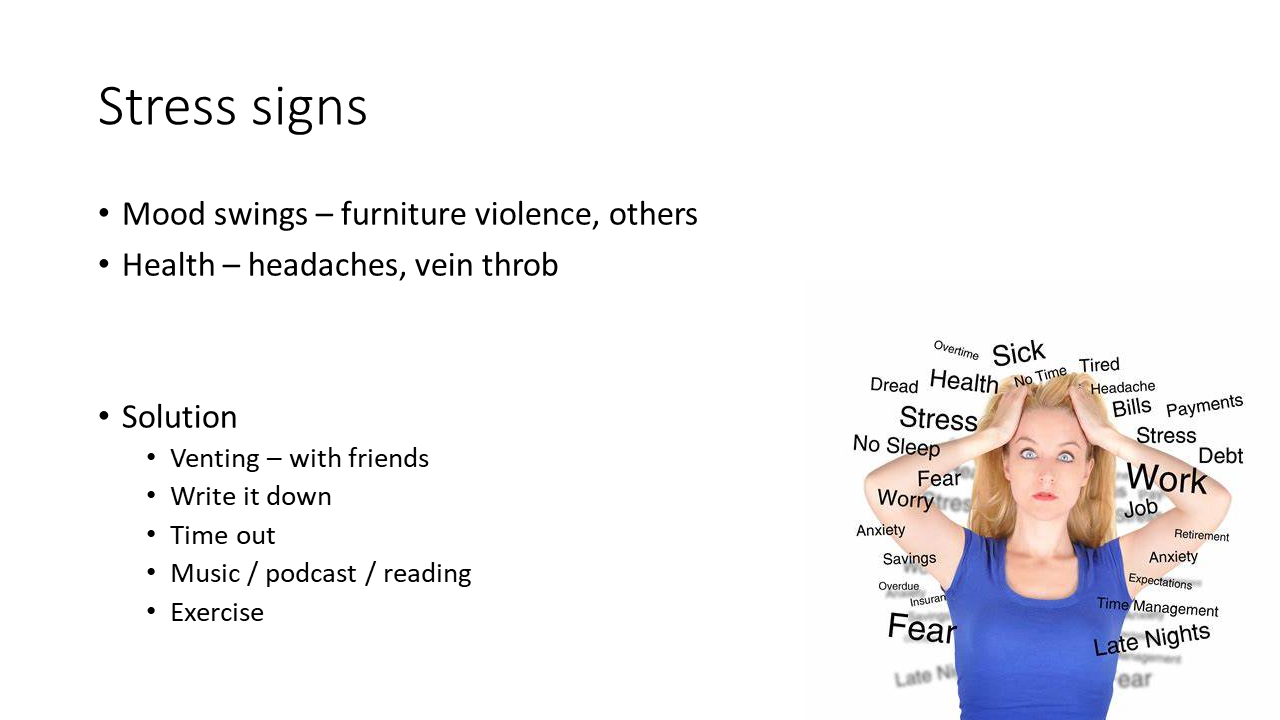 Stress signs
• Mood swings – furniture violence, others
• Health – headaches, vein throb
• Solution
• Venting – with friends
• Write it down
• Time out
• Music / podcast / reading
• Exercise
Overtime
Sick
No Time
Tired
Dread
Health
Headache
Bills
Payments
Stress
Stress
No Sleep
Debt
Fear
Work
Worry
Stres
Job
Anxiety
Retirement
Savings
Anxiety
Overdue
Expectations
Insuran
Time Management
Fear
Late Nights
Late Ni
ear